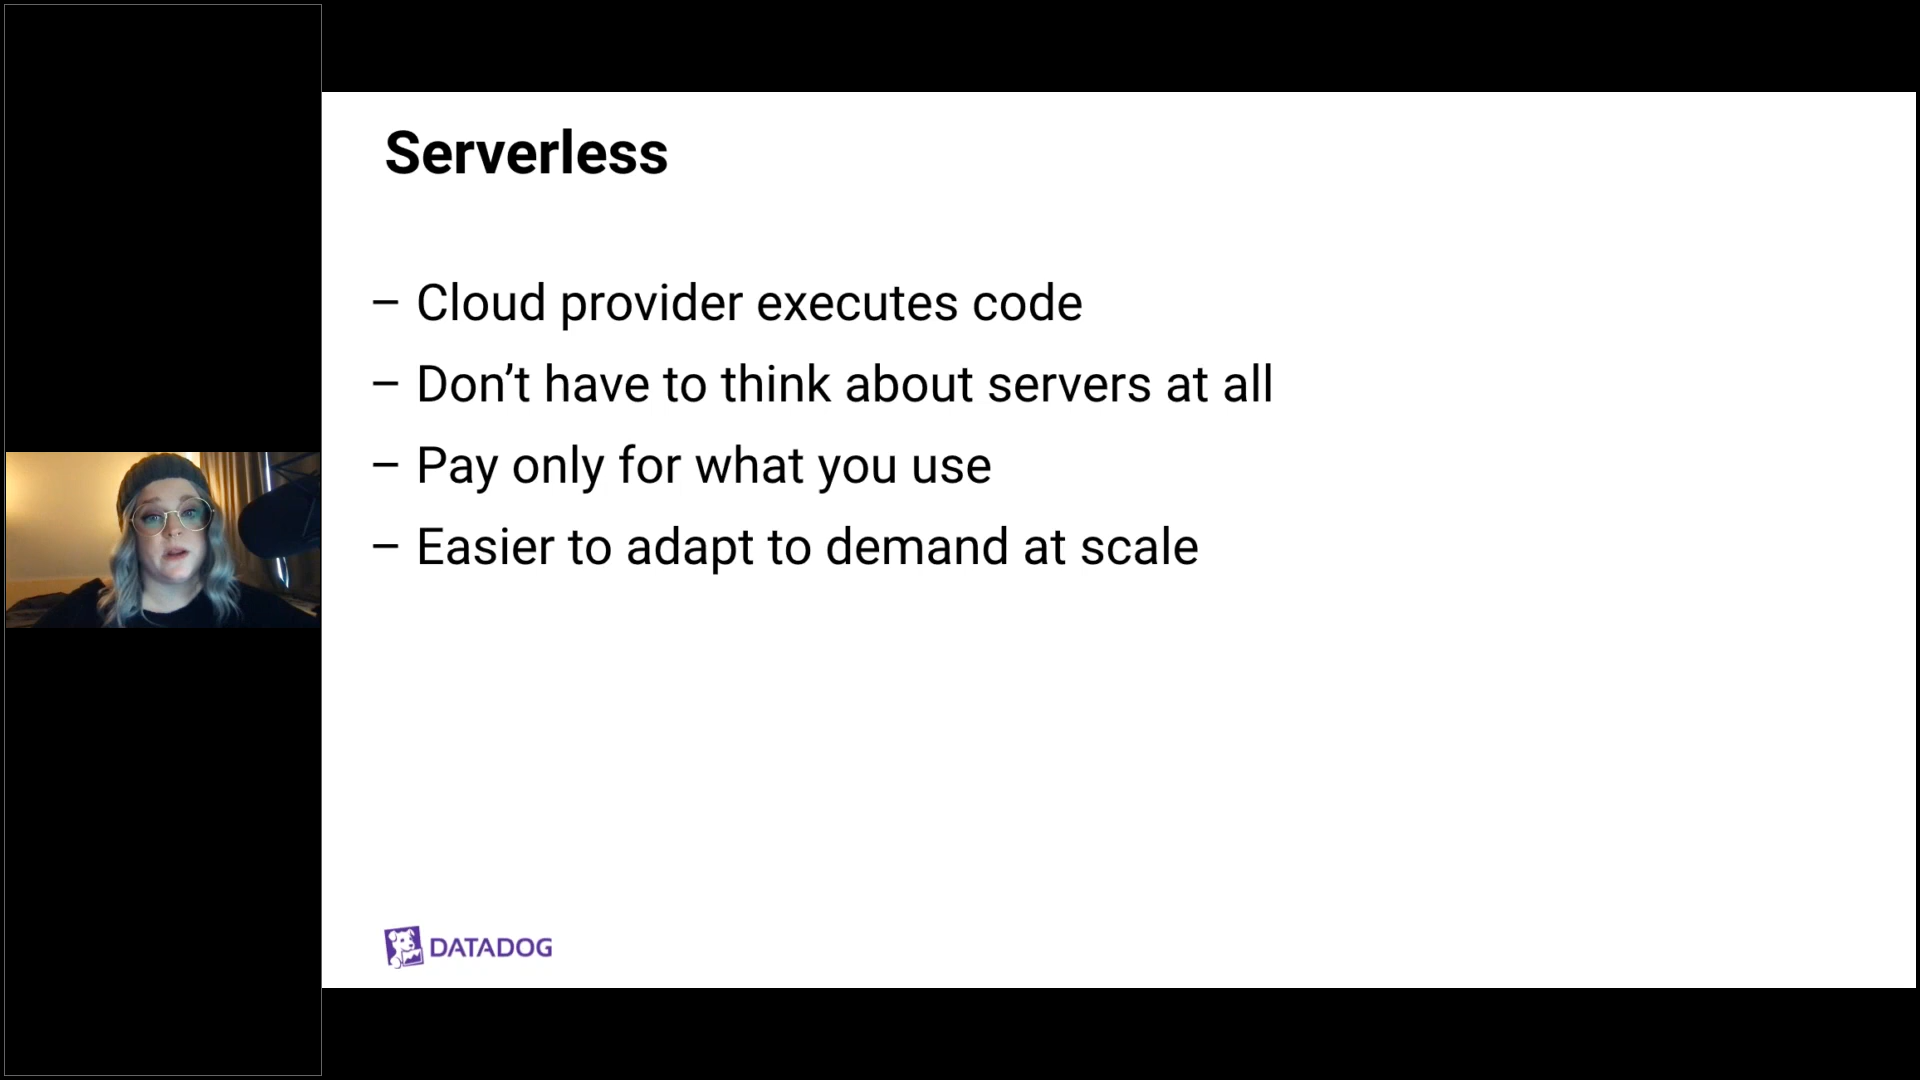 Serverless
– Cloud provider executes code
– Don’t have to think about servers at all
– Pay only for what you use
– Easier to adapt to demand at scale
DATADOG